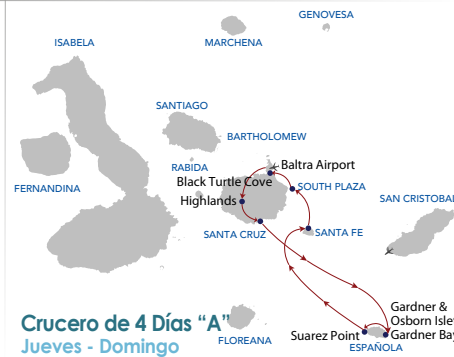 GENOVESA
ISABELA
MARCHENA
SANTIAGO
BARTHOLOMEW
RABIDA
Baltra Airport
Black Turtle Cove
FERNANDINA
SOUTH PLAZA
Highlands
SAN CRISTOBAL
SANTA CRUZ
SANTA FE
Gardner &
Osborn Isle
Crucero de 4 Días “A”
Suarez Point
Gardner Bay
FLOREANA
ESPAÑOLA
Jueves - Domingo